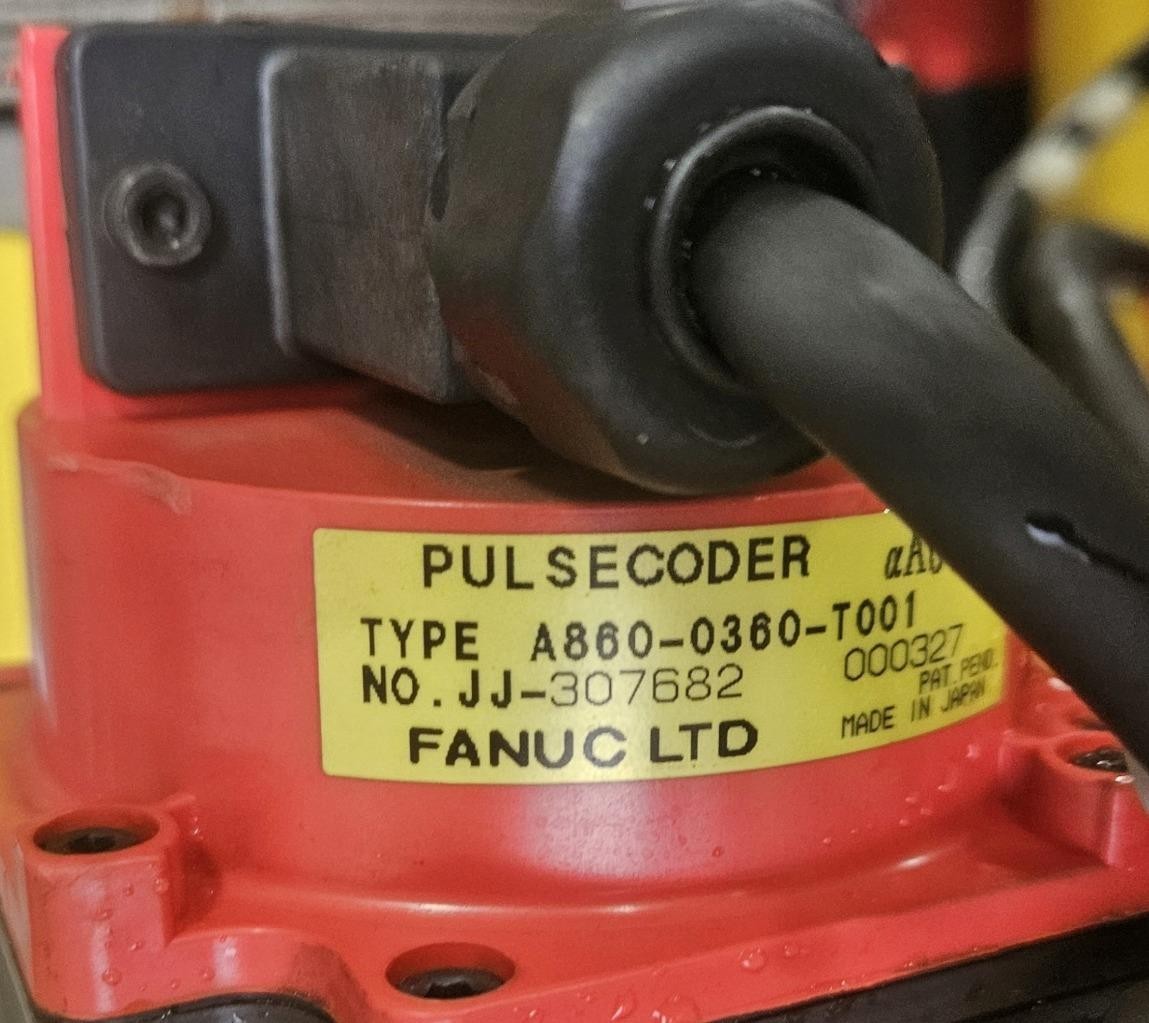 PULSECODER
TYPE A860-0360-T001
NO.JJ-307682 000327
PAT.PEND.
FANUC LTD MADE IN JAPAN